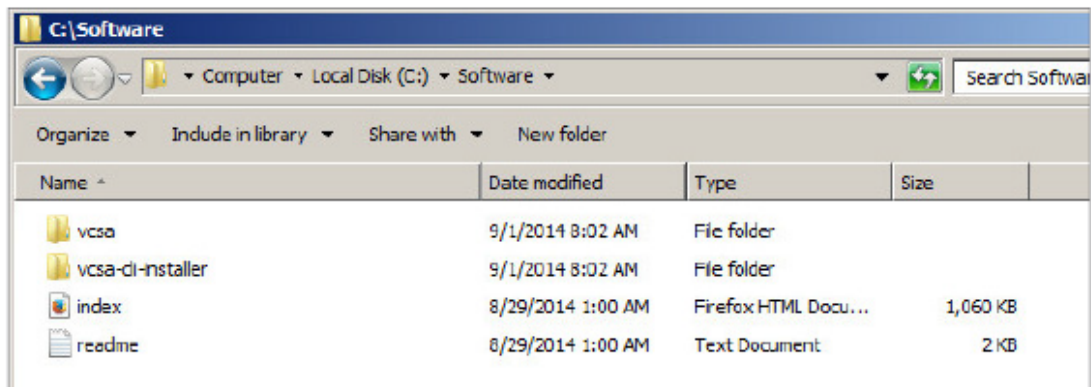 C:\Software
Computer Local Disk (C:) Software Search Softwar
Organize Include in library Share with New folder
Name Date modified Type Size
vcsa 9/1/2014 8:02 AM File folder
vcsa-cli-installer 9/1/2014 8:02 AM File folder
index 8/29/2014 1:00 AM Firefox HTML Docu... 1,060 KB
readme 8/29/2014 1:00 AM Text Document 2 KB